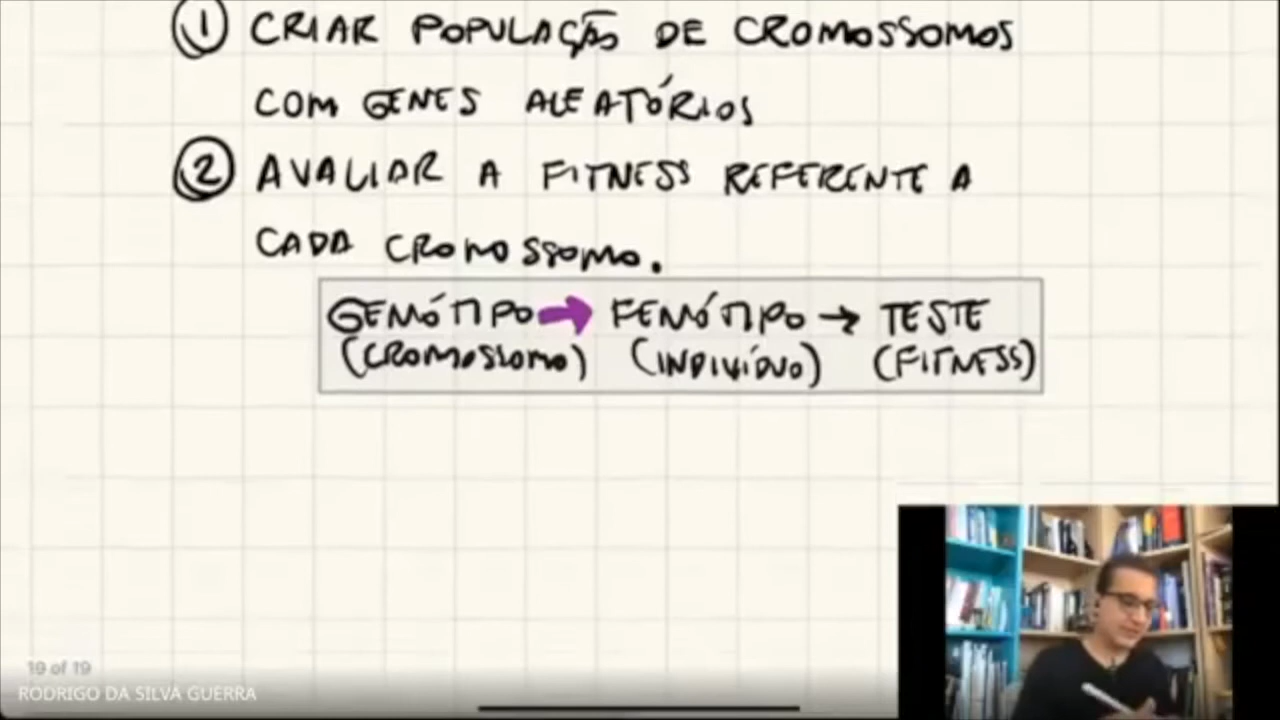 ① CRIAR POPULAÇÃO DE CROMOSSOMOS
COM GENES ALEATÓRIOS
② AVALIAR A FITNESS REFERENTE A
CADA CROMOSSOMO.
GENÓTIPO → FENÓTIPO → TESTE
(CROMOSSOMO) (INDIVÍDUO) (FITNESS)
19 of 19
RODRIGO DA SILVA GUERRA